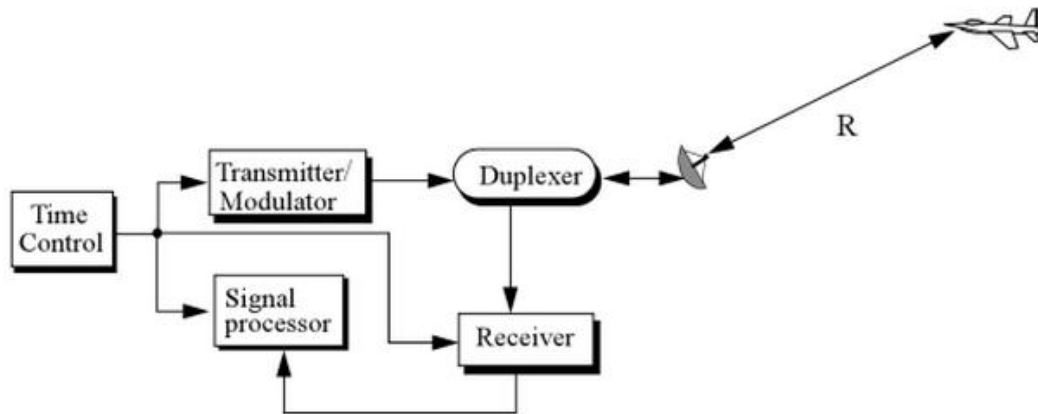 R
Transmitter/
Modulator
Duplexer
Time
Control
Signal
processor
Receiver